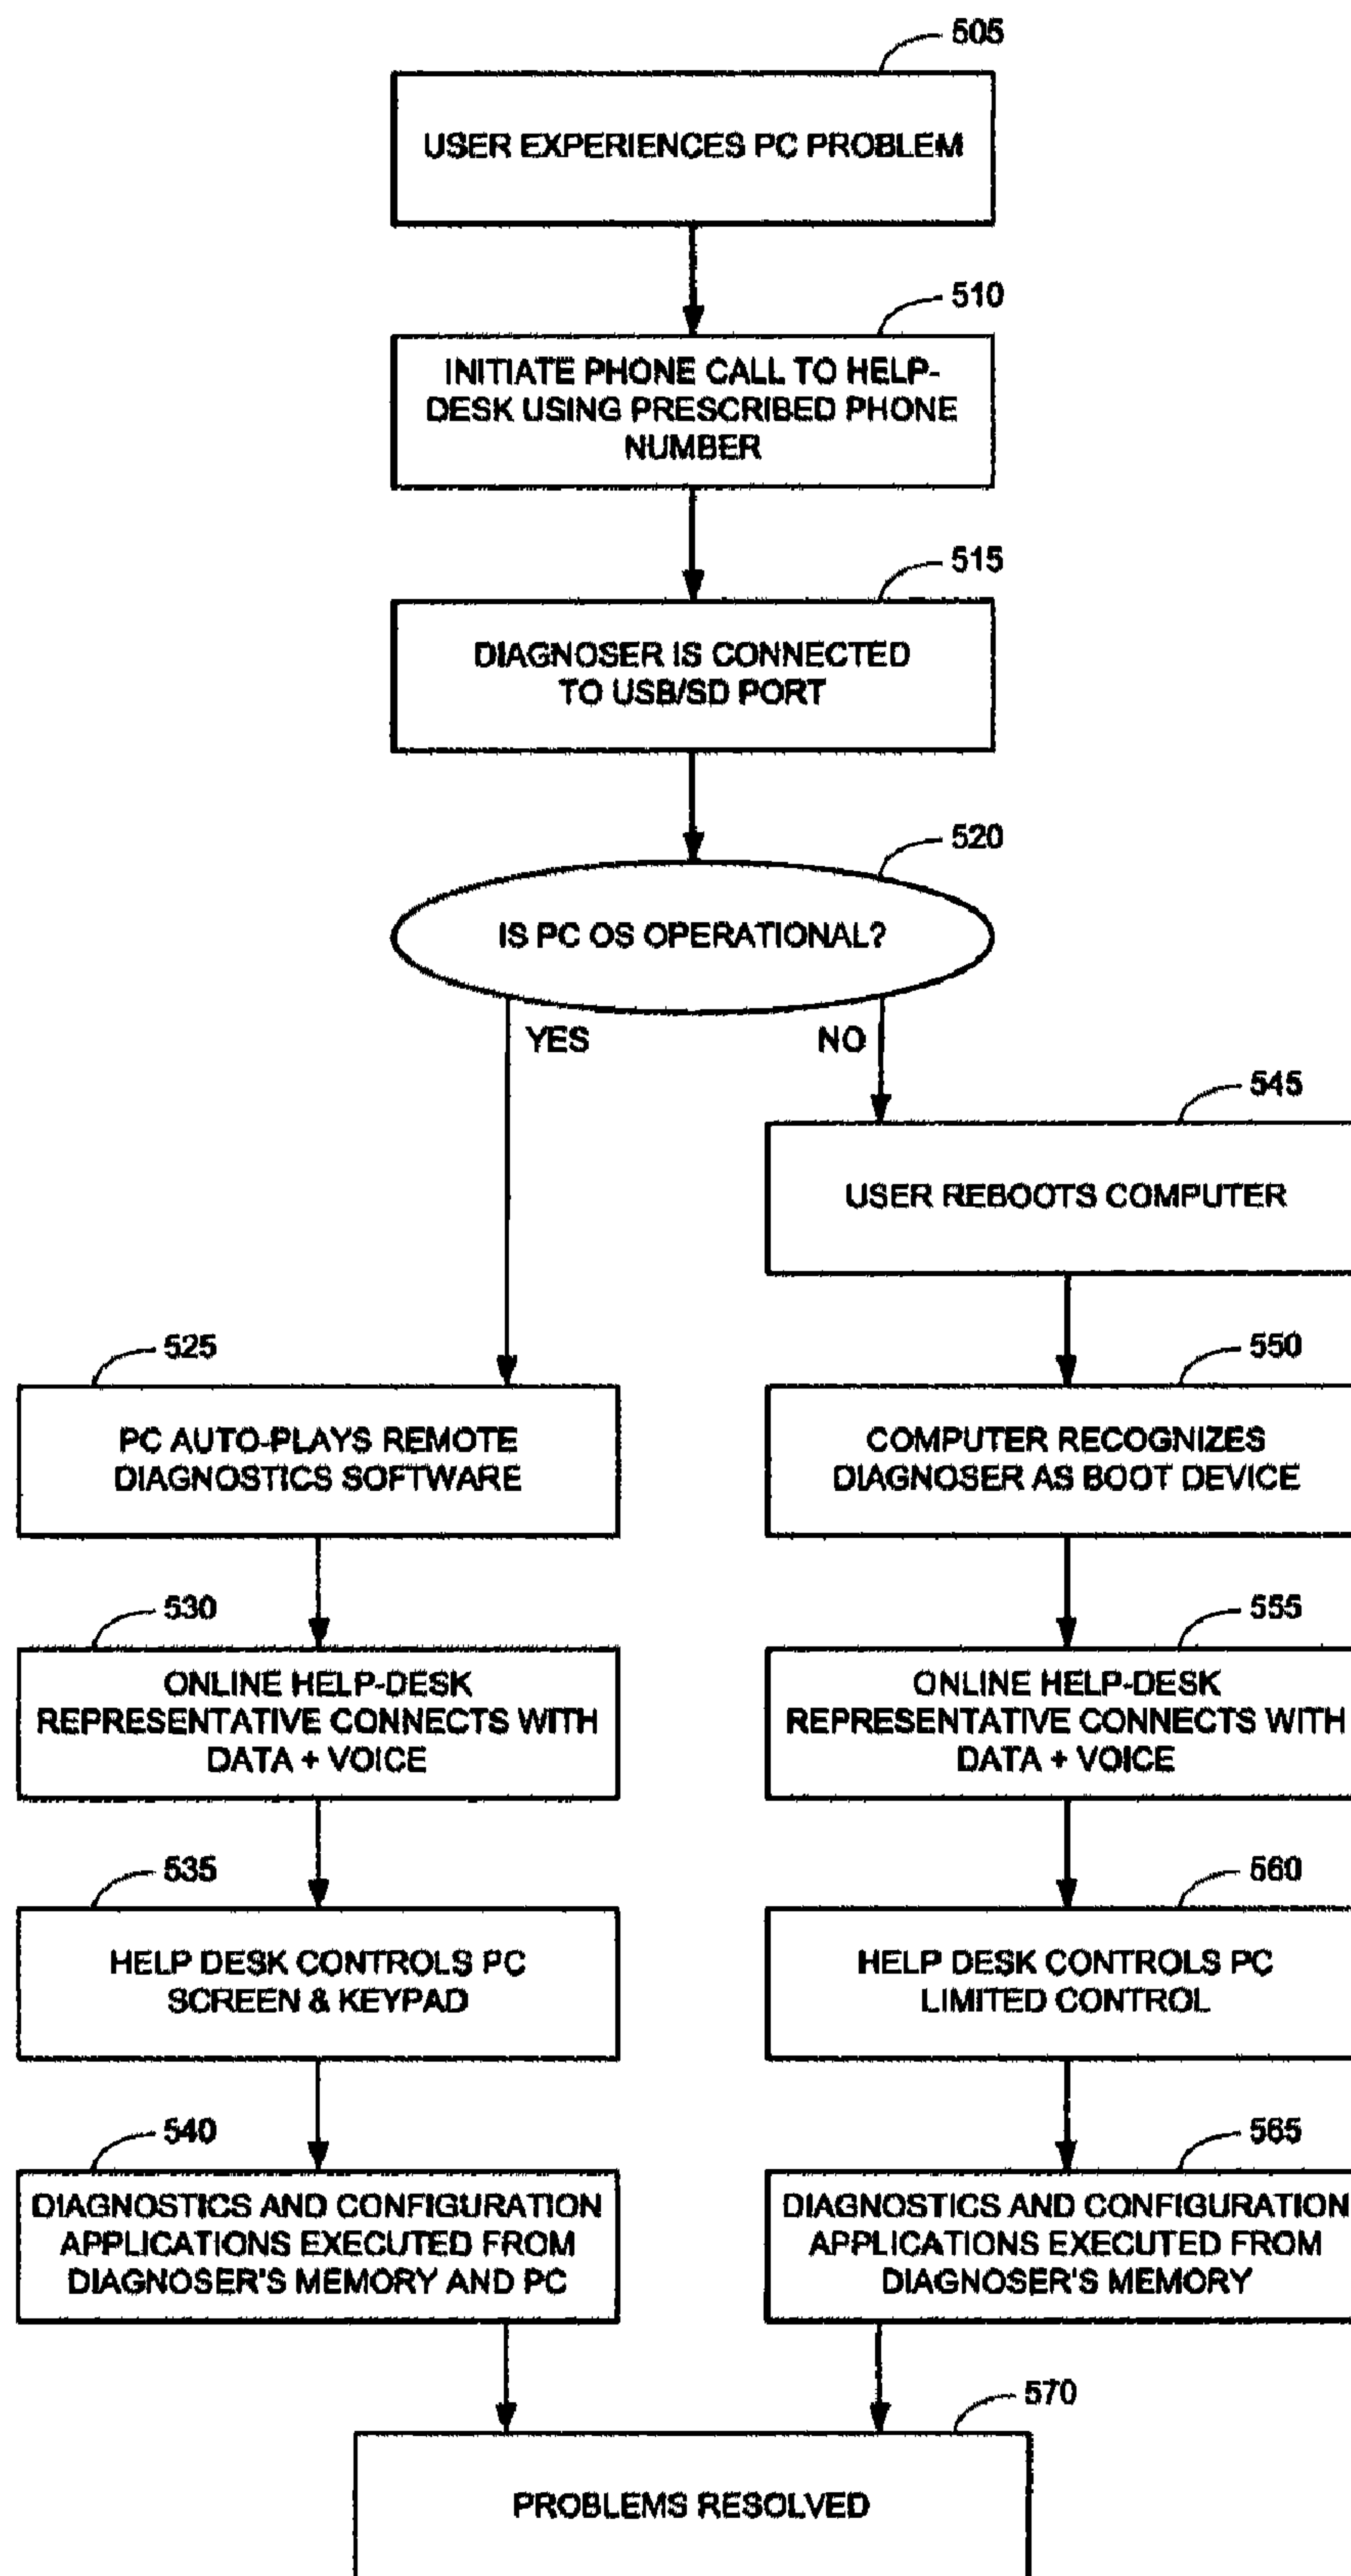 505
USER EXPERIENCES PC PROBLEM
510
INITIATE PHONE CALL TO HELP-
DESK USING PRESCRIBED PHONE
NUMBER
515
DIAGNOSER IS CONNECTED
TO USB/SD PORT
520
IS PC OS OPERATIONAL?
YES
NO
545
USER REBOOTS COMPUTER
525
PC AUTO-PLAYS REMOTE
DIAGNOSTICS SOFTWARE
550
COMPUTER RECOGNIZES
DIAGNOSER AS BOOT DEVICE
530
ONLINE HELP-DESK
REPRESENTATIVE CONNECTS WITH
DATA + VOICE
555
ONLINE HELP-DESK
REPRESENTATIVE CONNECTS WITH
DATA + VOICE
535
HELP DESK CONTROLS PC
SCREEN & KEYPAD
560
HELP DESK CONTROLS PC
LIMITED CONTROL
540
DIAGNOSTICS AND CONFIGURATION
APPLICATIONS EXECUTED FROM
DIAGNOSER'S MEMORY AND PC
565
DIAGNOSTICS AND CONFIGURATION
APPLICATIONS EXECUTED FROM
DIAGNOSER'S MEMORY
570
PROBLEMS RESOLVED